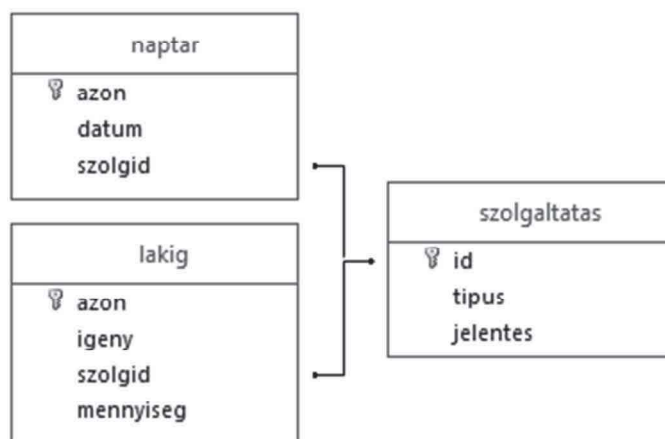 naptar
azon
datum
szolgid
lakig
azon
igeny
szolgid
mennyiseg
szolgaltatas
id
tipus
jelentes